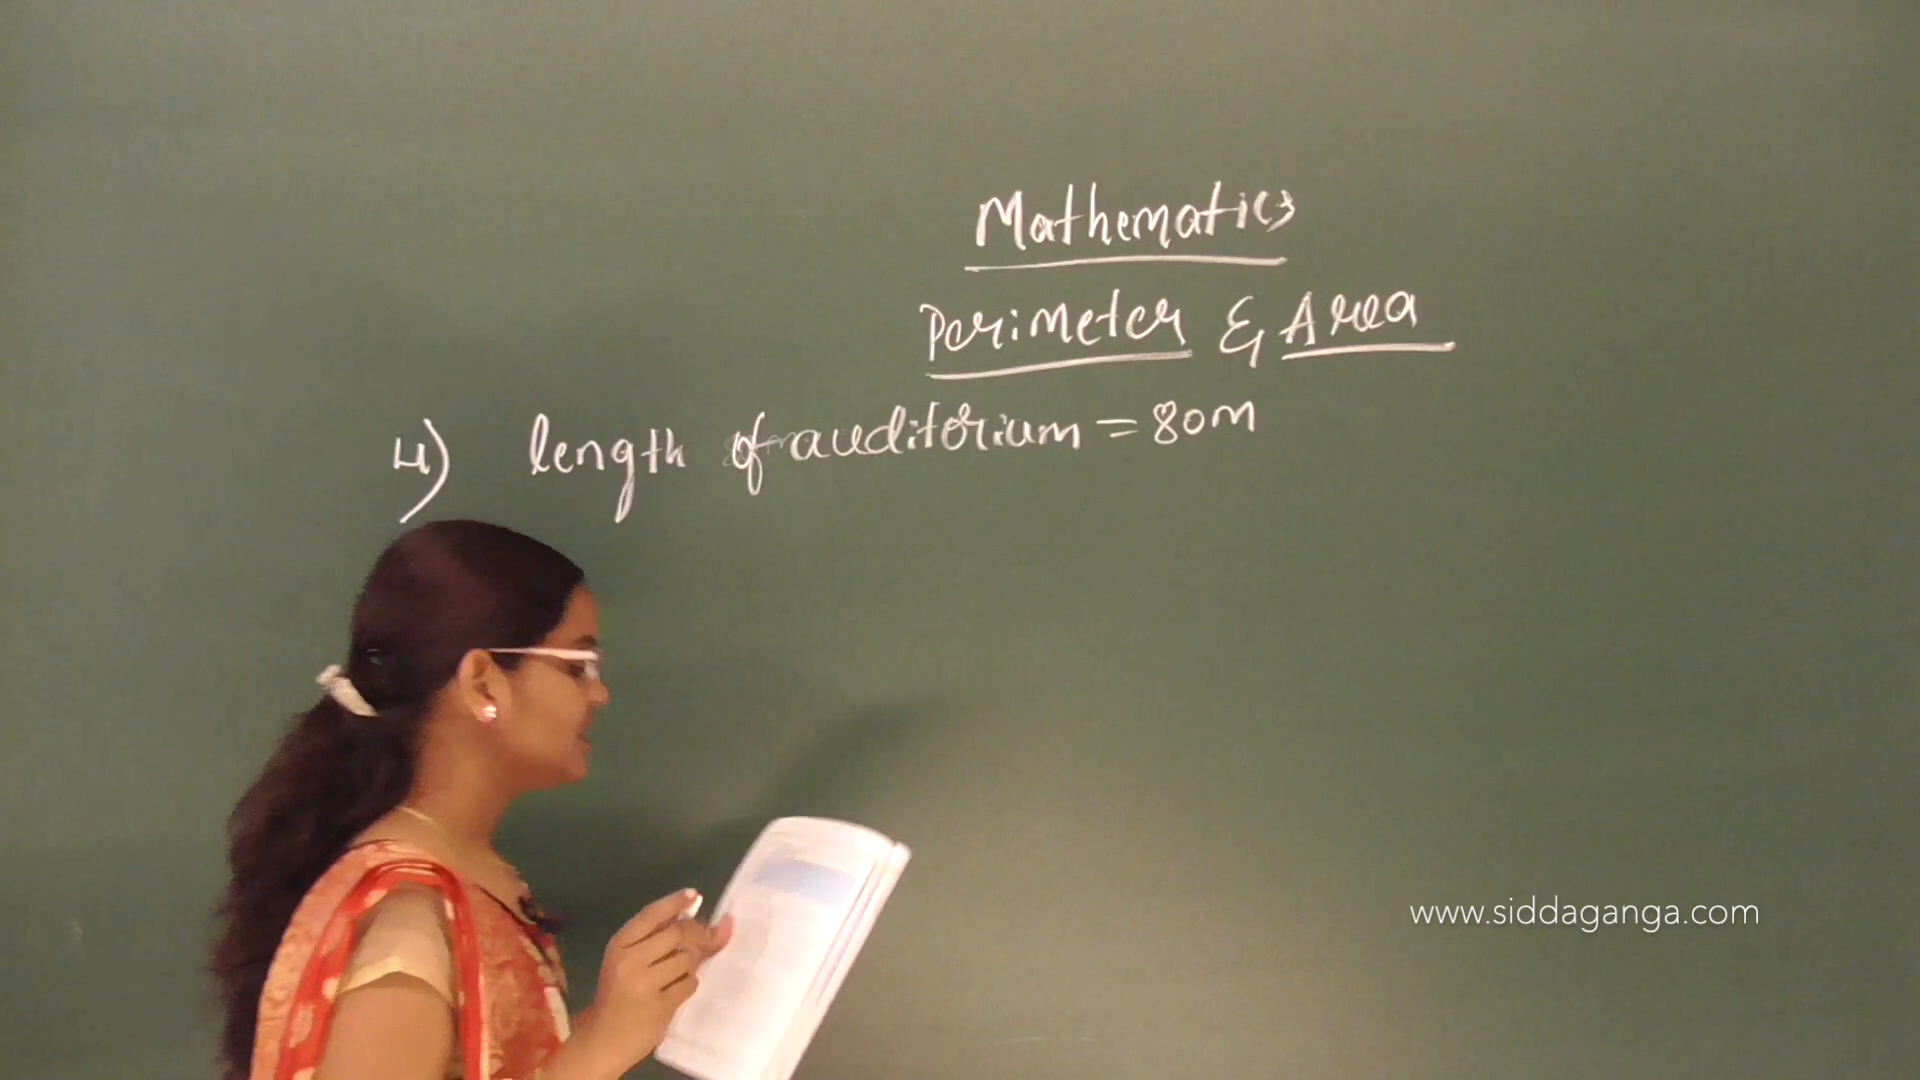 Mathematics
Perimeter & Area
4) length of auditorium = 80m
www.siddaganga.com